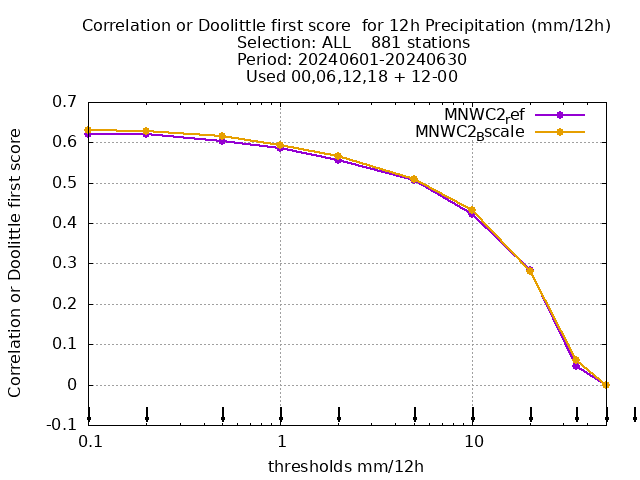 Correlation or Doolittle first score  for 12h Precipitation (mm/12h)
Selection: ALL    881 stations
Period: 20240601-20240630
Used 00,06,12,18 + 12-00
MNWC2ref
MNWC2Bscale
Correlation or Doolittle first score
0.7
0.6
0.5
0.4
0.3
0.2
0.1
0
-0.1
0.1 1 10
thresholds mm/12h